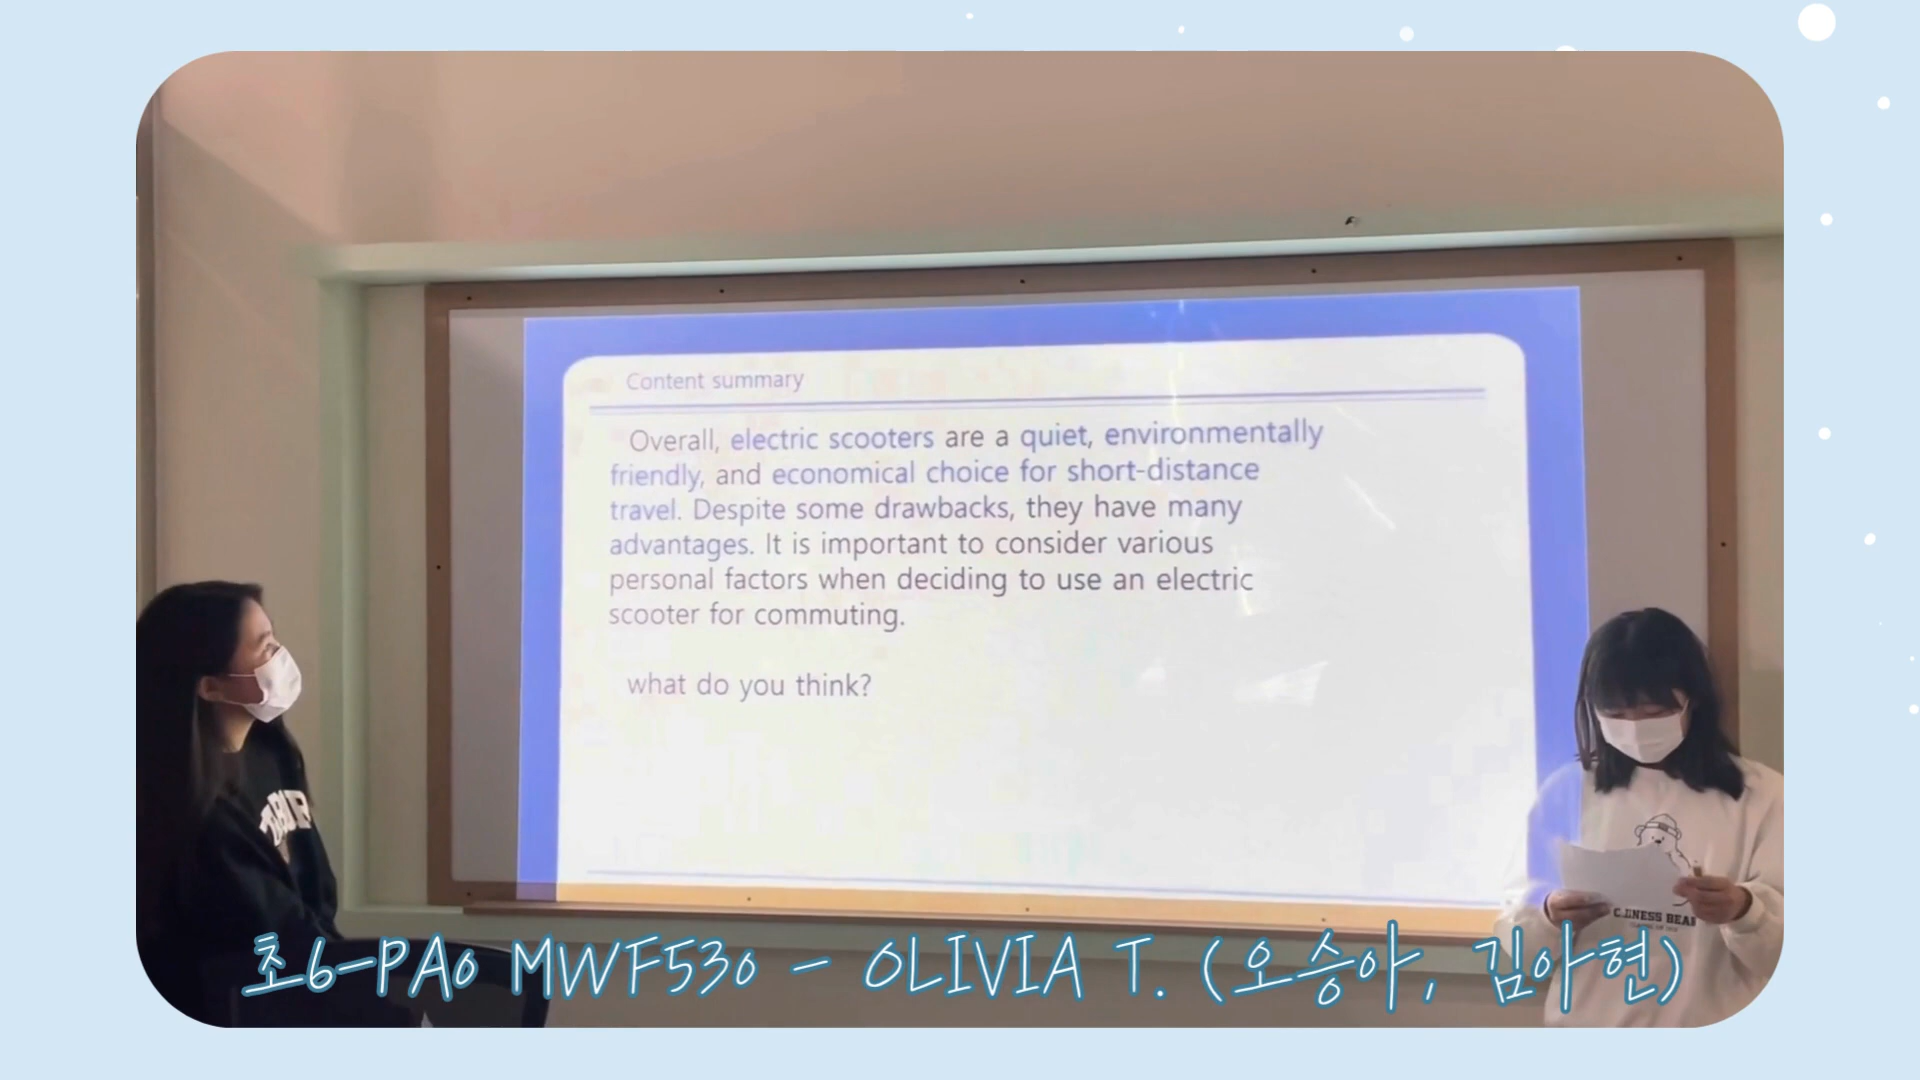 Content summary
Overall, electric scooters are a quiet, environmentally
friendly, and economical choice for short-distance
travel. Despite some drawbacks, they have many
advantages. It is important to consider various
personal factors when deciding to use an electric
scooter for commuting.
what do you think?
BEAR
초6-PA0 MWF530 - OLIVIA T. (오승아, 김아현)